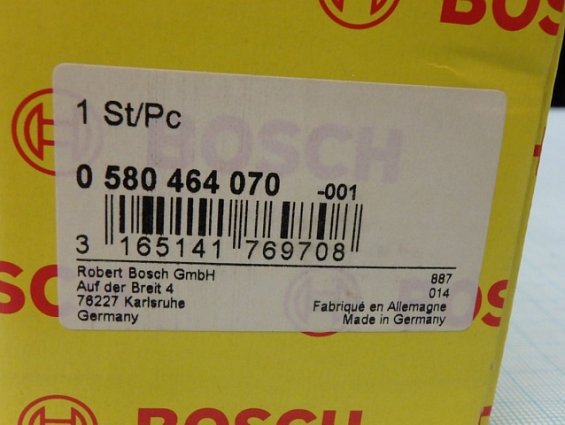 BOSCH
BOSCH
1 St/Pc
BOSCH
0 580 464 070 -001
3 165141 769708
Robert Bosch GmbH
Auf der Breit 4
76227 Karlsruhe
Germany
887
014
Fabriqué en Allemagne
Made in Germany
BOSCH